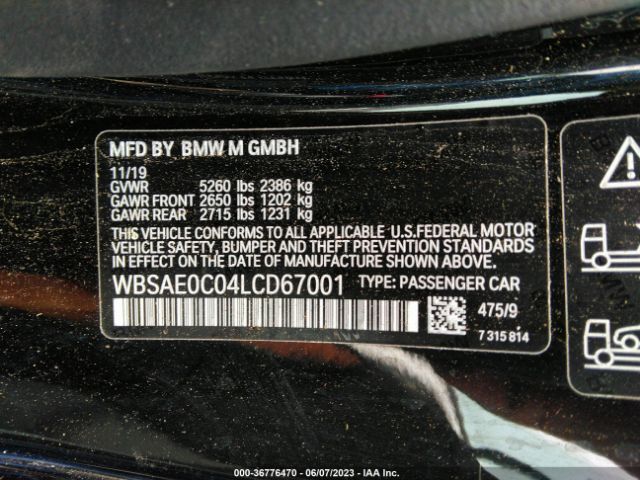 MFD BY BMW M GMBH
11/19
GVWR 5260 lbs 2386 kg
GAWR FRONT 2650 lbs 1202 kg
GAWR REAR 2715 lbs 1231 kg
THIS VEHICLE CONFORMS TO ALL APPLICABLE U.S.FEDERAL MOTOR
VEHICLE SAFETY, BUMPER AND THEFT PREVENTION STANDARDS IN
EFFECT ON THE DATE OF MANUFACTURE SHOWN ABOVE.
WBSAE0C04LCD67001 TYPE: PASSENGER CAR
475/9
7 315 814
000-36776470 - 06/07/2023 - IAA Inc.